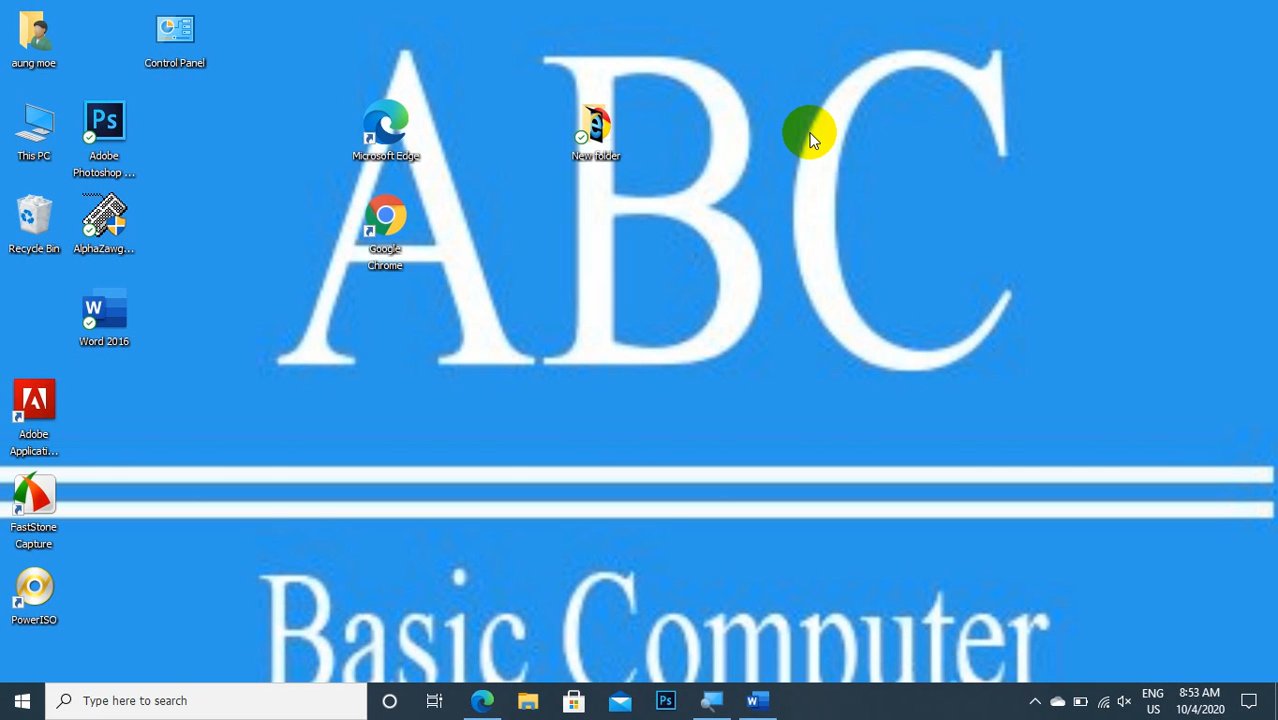 aung moe
Control Panel
This PC
Ps
Adobe
Photoshop ...
Microsoft Edge
New folder
Recycle Bin
AlphaZawg...
Google
Chrome
W
Word 2016
Adobe
Applicati...
FastStone
Capture
PowerISO
ABC
Basic Computer
Type here to search
Ps
W
ENG
US
8:53 AM
10/4/2020